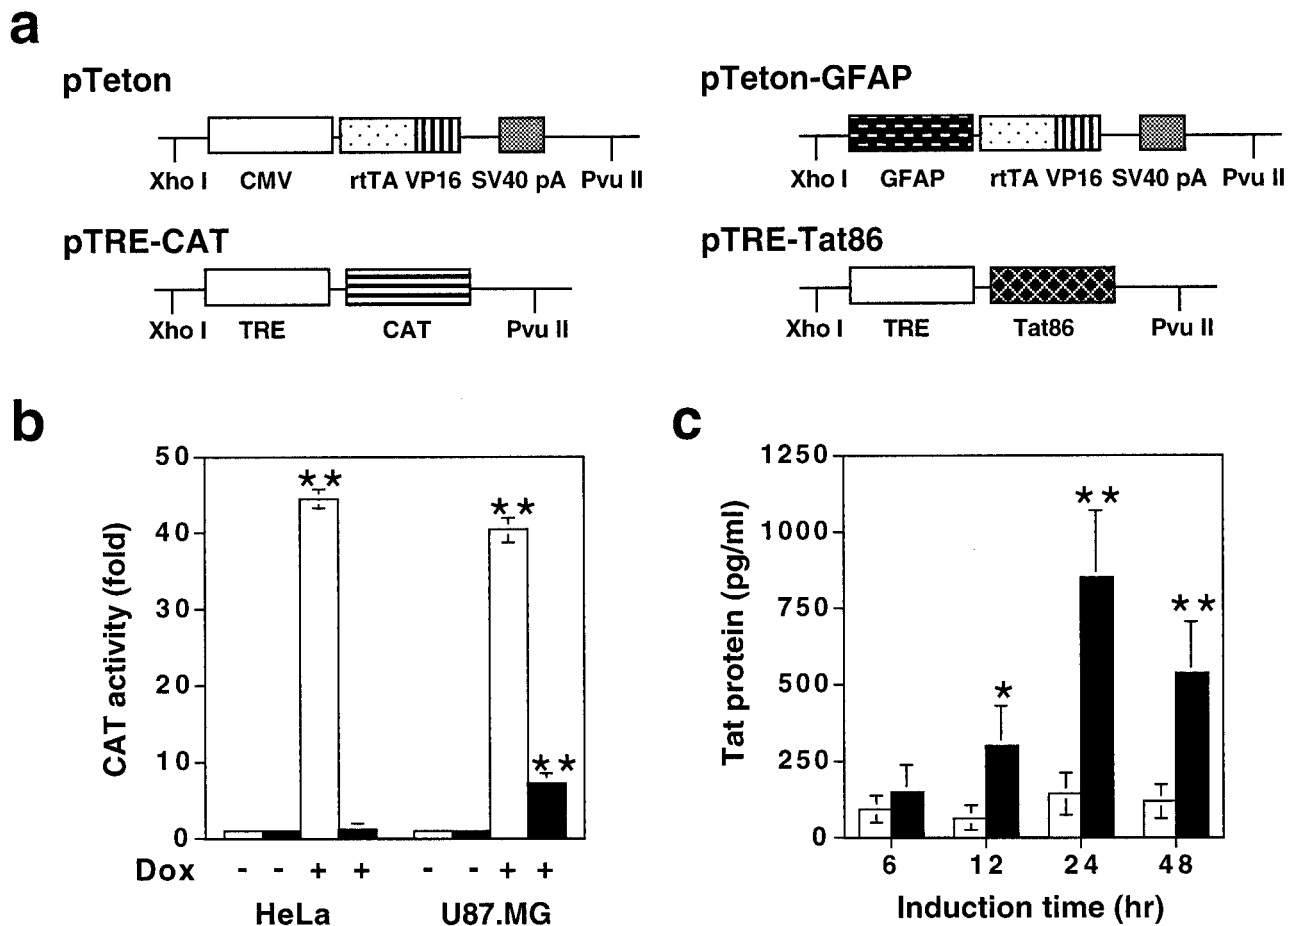 a
pTeton
Xho I CMV rtTA VP16 SV40 pA Pvu II
pTeton-GFAP
Xho I GFAP rtTA VP16 SV40 pA Pvu II
pTRE-CAT
Xho I TRE CAT Pvu II
pTRE-Tat86
Xho I TRE Tat86 Pvu II
b
CAT activity (fold)
50
40
30
20
10
0
**
**
**
Dox - - + + - - + +
HeLa U87.MG
c
Tat protein (pg/ml)
1250
1000
750
500
250
0
*
**
**
6 12 24 48
Induction time (hr)